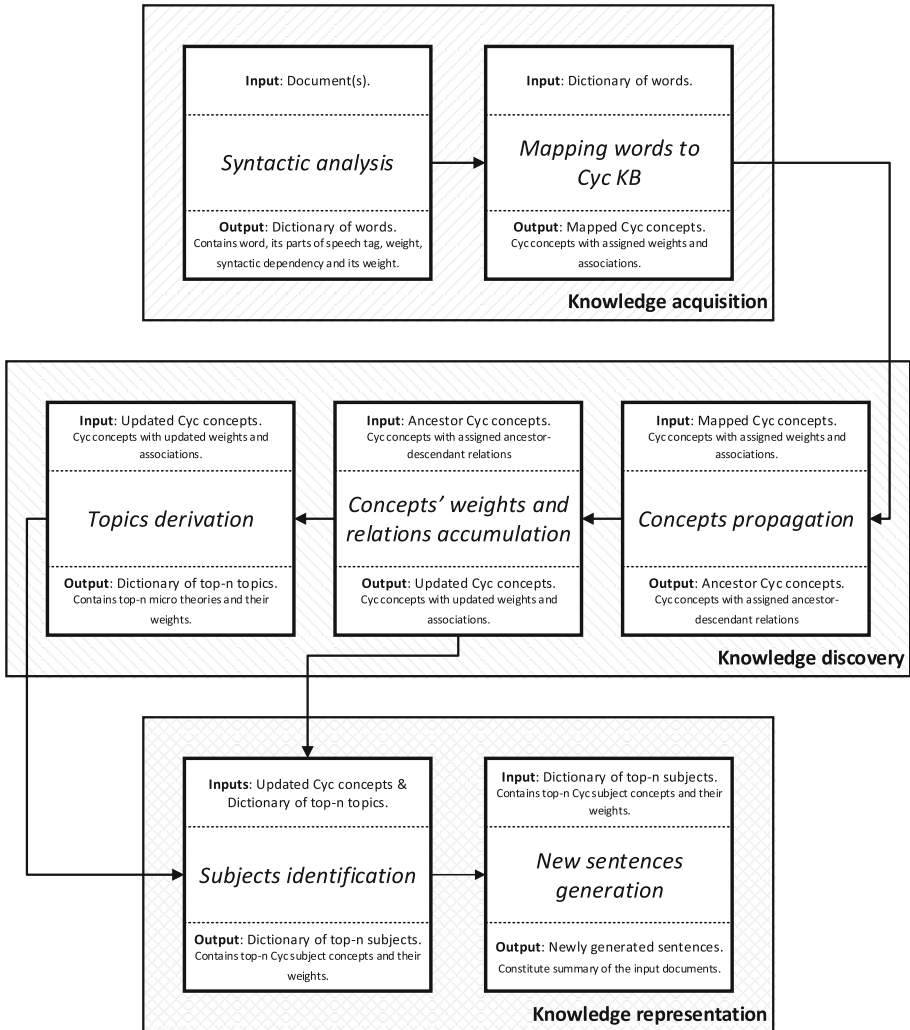 Input: Document(s).
Syntactic analysis
Output: Dictionary of words.
Contains word, its parts of speech tag, weight,
syntactic dependency and its weight.
Input: Dictionary of words.
Mapping words to
Cyc KB
Output: Mapped Cyc concepts.
Cyc concepts with assigned weights and
associations.
Knowledge acquisition
Input: Updated Cyc concepts.
Cyc concepts with updated weights and
associations.
Topics derivation
Output: Dictionary of top-n topics.
Contains top-n micro theories and their
weights.
Input: Ancestor Cyc concepts.
Cyc concepts with assigned ancestor-
descendant relations
Concepts’ weights and
relations accumulation
Output: Updated Cyc concepts.
Cyc concepts with updated weights and
associations.
Input: Mapped Cyc concepts.
Cyc concepts with assigned weights and
associations.
Concepts propagation
Output: Ancestor Cyc concepts.
Cyc concepts with assigned ancestor-
descendant relations
Knowledge discovery
Inputs: Updated Cyc concepts &
Dictionary of top-n topics.
Subjects identification
Output: Dictionary of top-n subjects.
Contains top-n Cyc subject concepts and their
weights.
Input: Dictionary of top-n subjects.
Contains top-n Cyc subject concepts and their
weights.
New sentences
generation
Output: Newly generated sentences.
Constitute summary of the input documents.
Knowledge representation